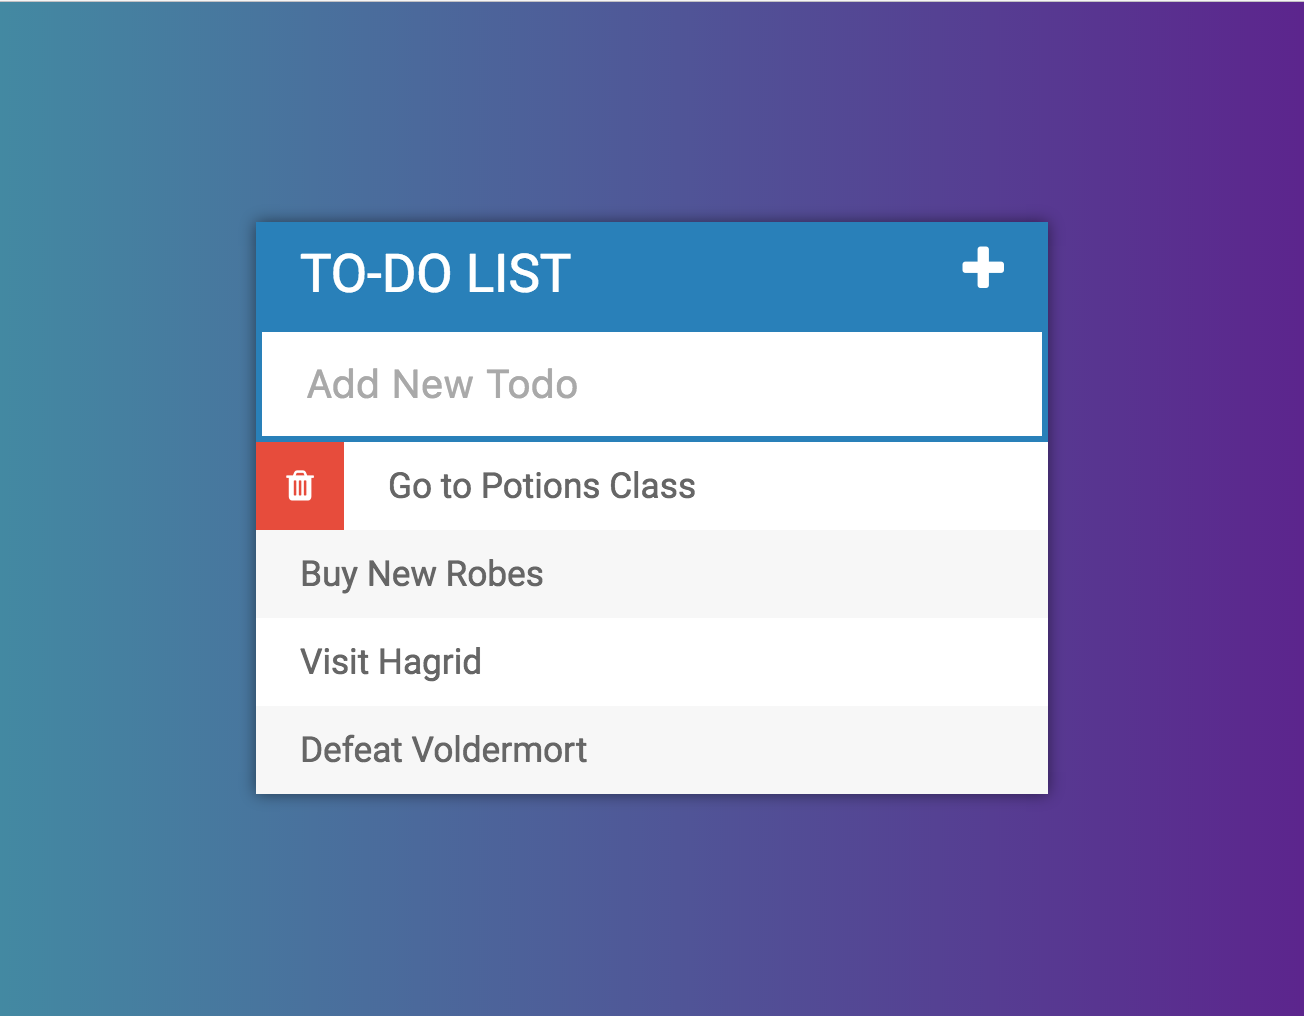 TO-DO LIST
Add New Todo
Go to Potions Class
Buy New Robes
Visit Hagrid
Defeat Voldermort